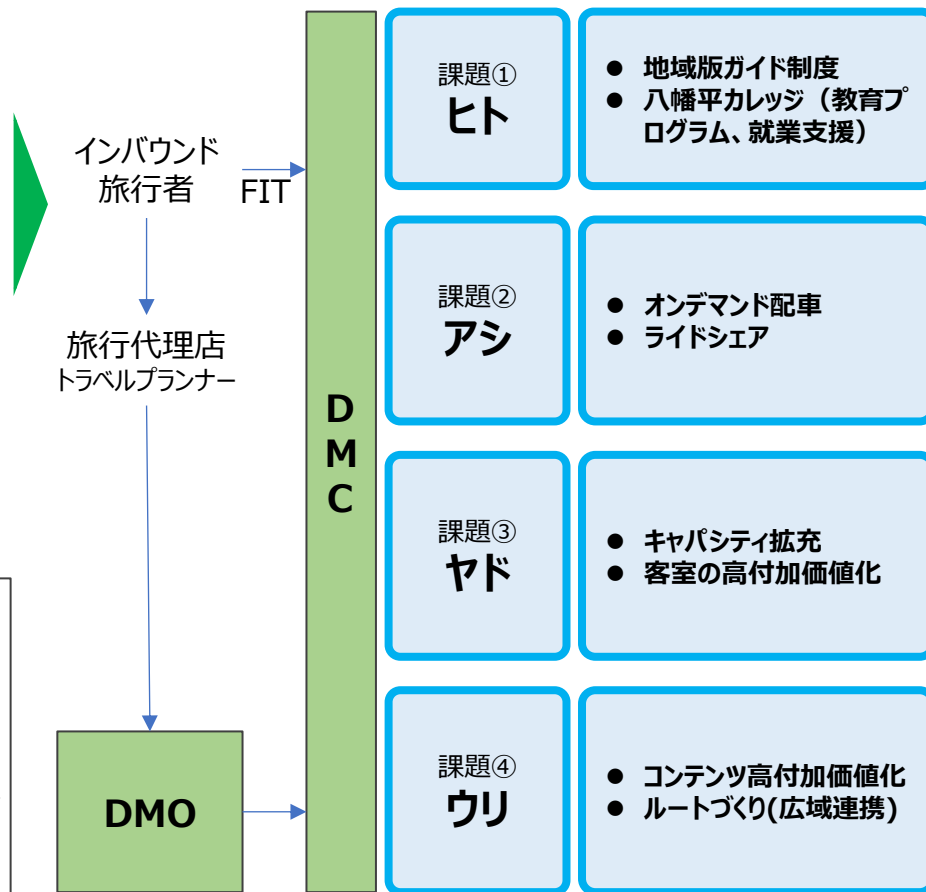 インバウンド
旅行者
FIT
旅行代理店
トラベルプランナー
DMO
D
M
C
課題①
ヒト
● 地域版ガイド制度
● 八幡平カレッジ（教育プ
ログラム、就業支援）
課題②
アシ
● オンデマンド配車
● ライドシェア
課題③
ヤド
● キャパシティ拡充
● 客室の高付加価値化
課題④
ウリ
● コンテンツ高付加価値化
● ルートづくり(広域連携)